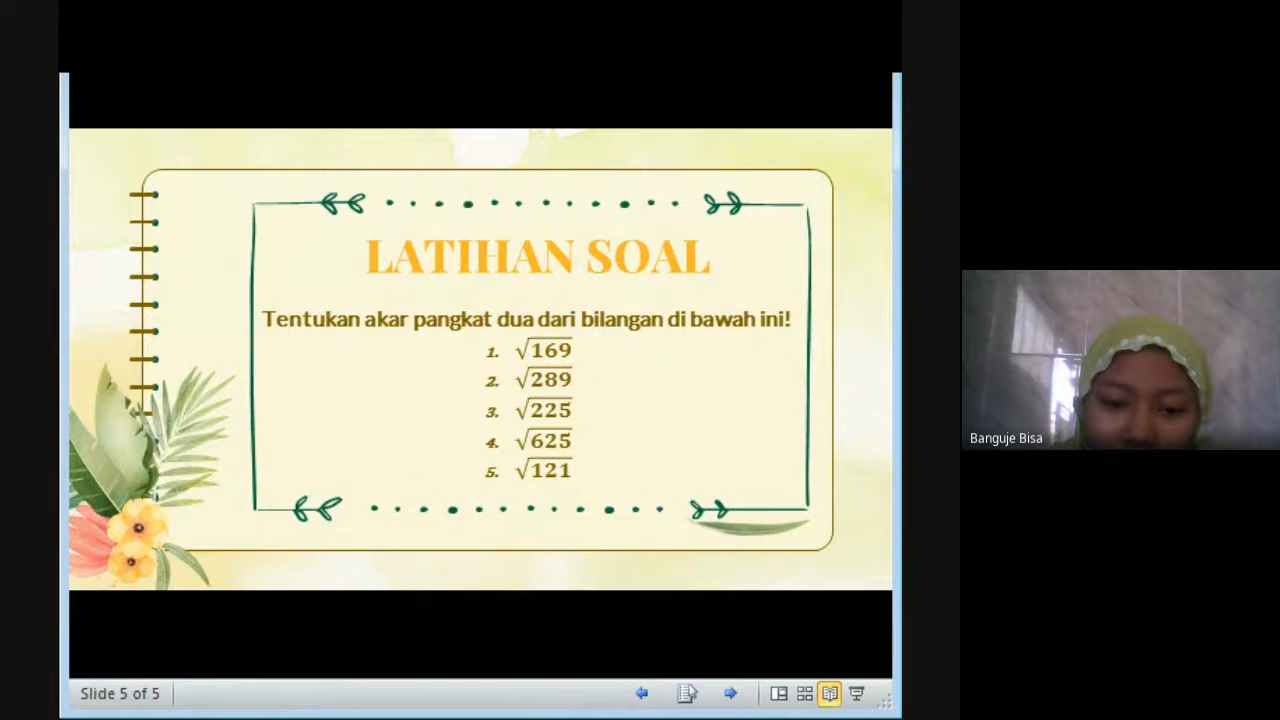 LATIHAN SOAL
Tentukan akar pangkat dua dari bilangan di bawah ini!
1. √169
2. √289
3. √225
4. √625
5. √121
Banguje Bisa
Slide 5 of 5